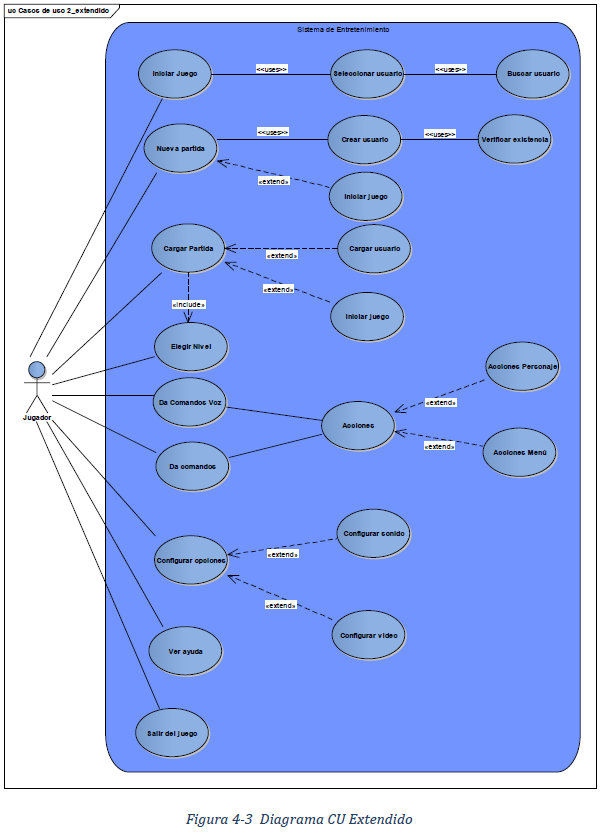 uc Casos de uso 2_extendido
Sistema de Entretenimiento
Iniciar Juego
<<uses>>
Seleccionar usuario
<<uses>>
Buscar usuario
Nueva partida
<<uses>>
Crear usuario
<<uses>>
Verificar existencia
«extend»
Iniciar juego
Cargar Partida
«extend»
Cargar usuario
«extend»
Iniciar juego
«include»
Elegir Nivel
Acciones Personaje
Jugador
Da Comandos Voz
«extend»
Acciones
«extend»
Acciones Menú
Da comandos
Configurar opciones
«extend»
Configurar sonido
«extend»
Configurar video
Ver ayuda
Salir del juego
Figura 4-3 Diagrama CU Extendido